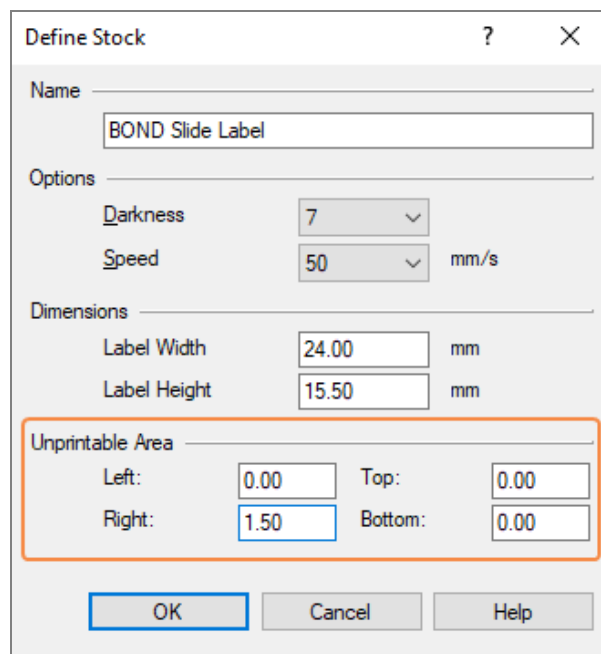 Define Stock ? ×
Name
BOND Slide Label
Options
Darkness 7
Speed 50 mm/s
Dimensions
Label Width 24.00 mm
Label Height 15.50 mm
Unprintable Area
Left: 0.00 Top: 0.00
Right: 1.50 Bottom: 0.00
OK Cancel Help